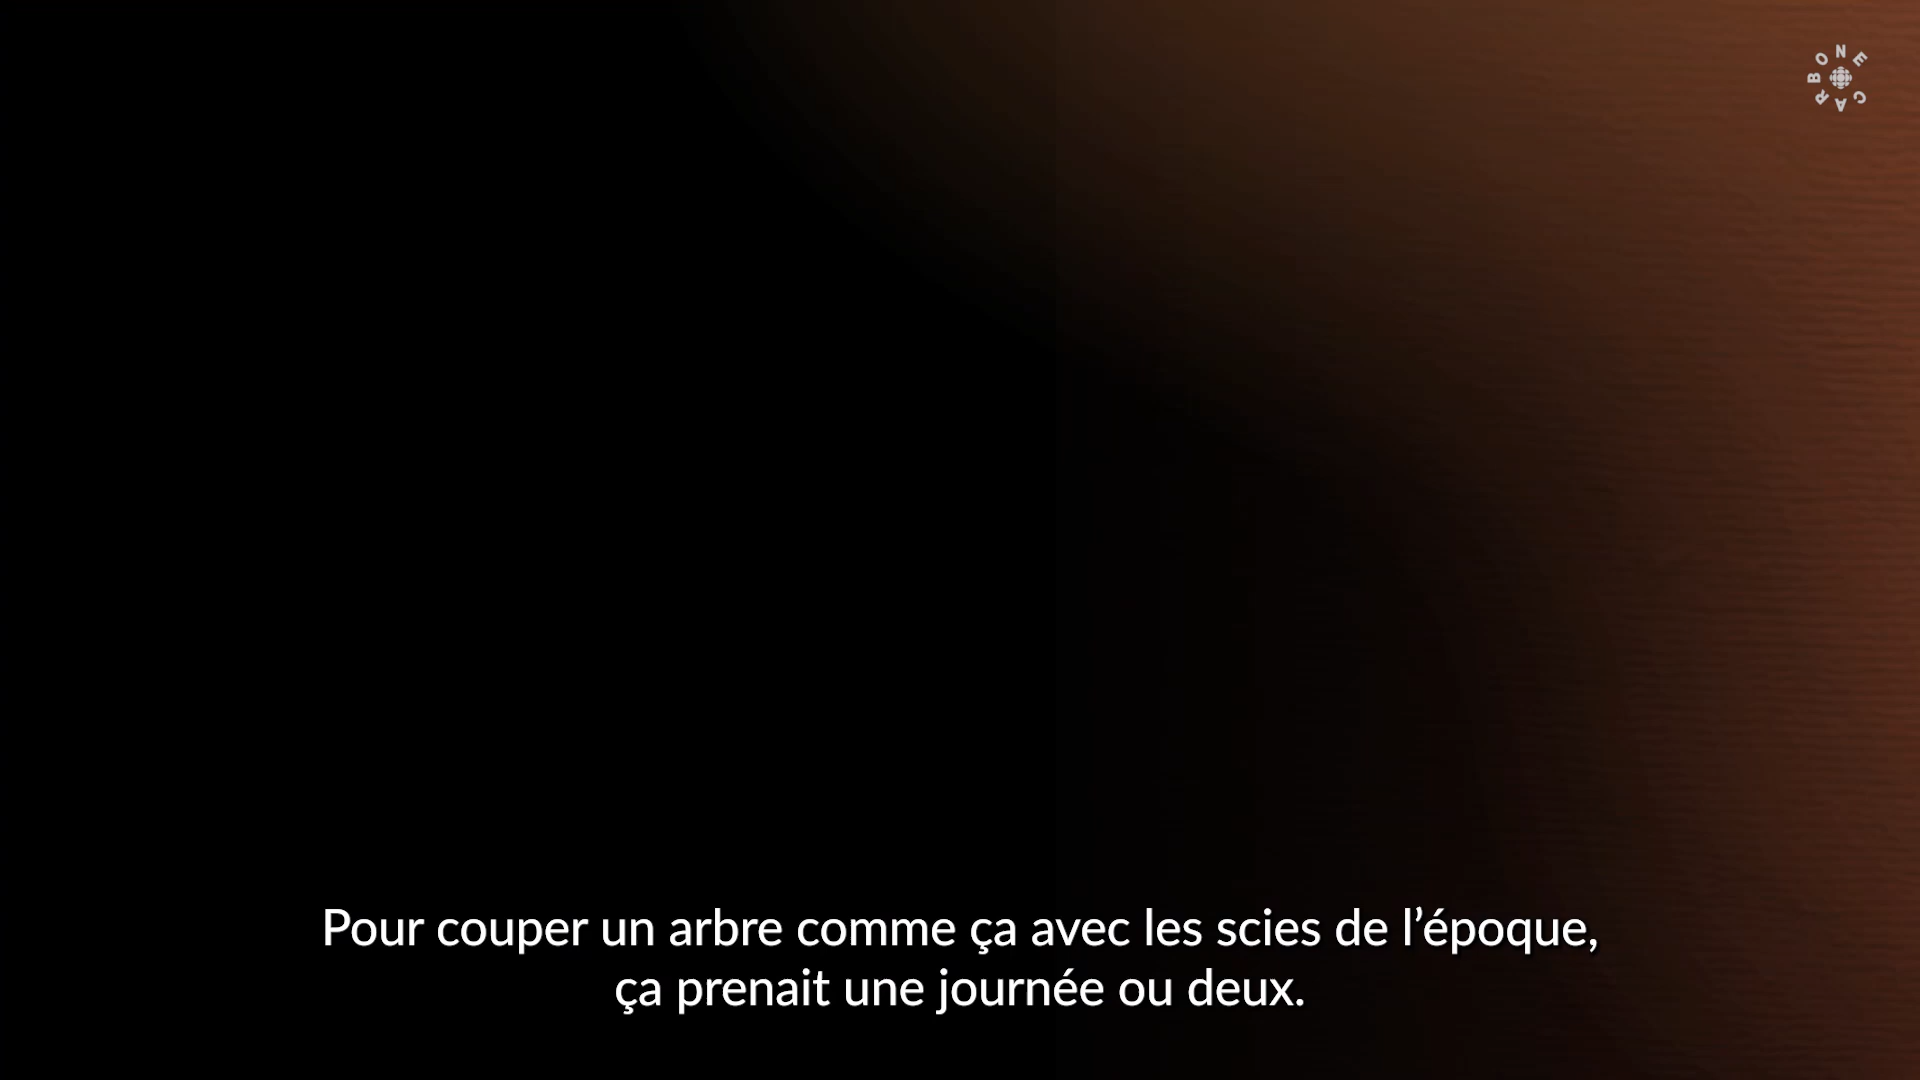 CARBONE
Pour couper un arbre comme ça avec les scies de l’époque,
ça prenait une journée ou deux.